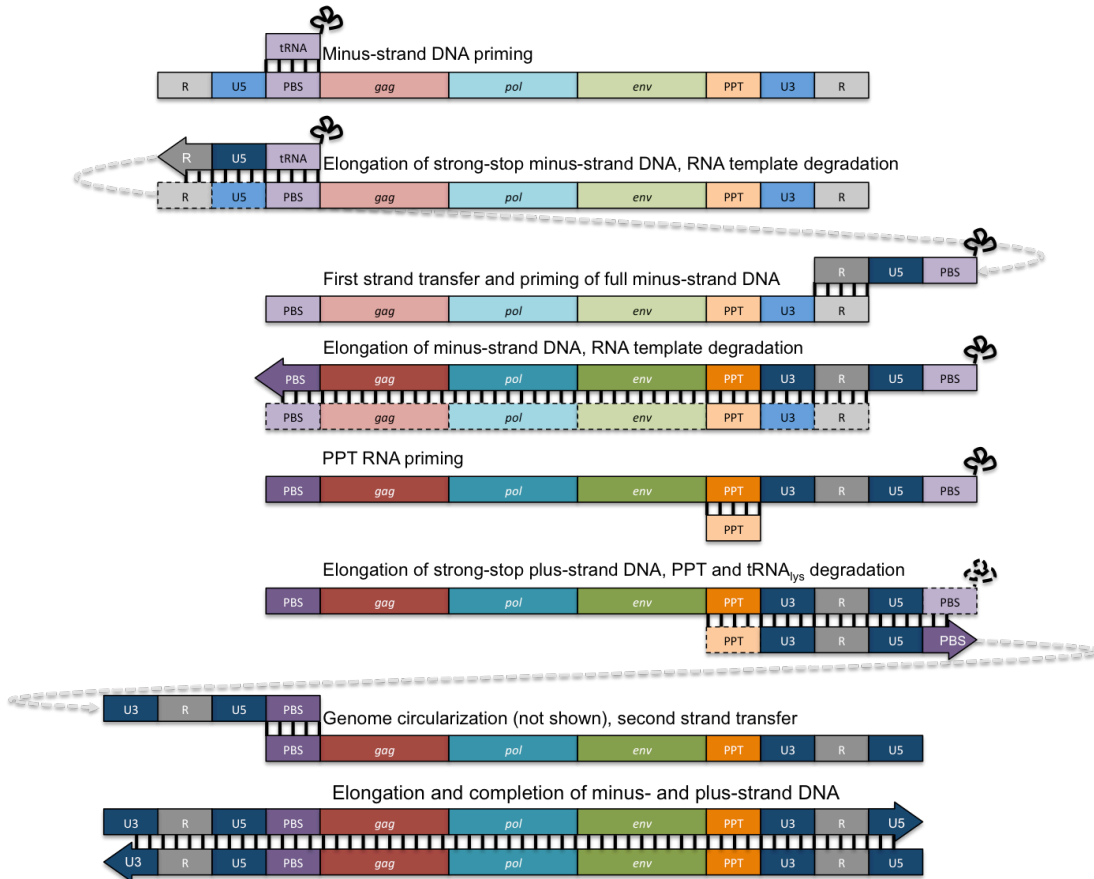 tRNA
Minus-strand DNA priming
R U5 PBS gag pol env PPT U3 R
R U5 tRNA
Elongation of strong-stop minus-strand DNA, RNA template degradation
R U5 PBS gag pol env PPT U3 R
R U5 PBS
First strand transfer and priming of full minus-strand DNA
PBS gag pol env PPT U3 R
Elongation of minus-strand DNA, RNA template degradation
PBS gag pol env PPT U3 R U5 PBS
PBS gag pol env PPT U3 R
PPT RNA priming
PBS gag pol env PPT U3 R U5 PBS
PPT
Elongation of strong-stop plus-strand DNA, PPT and tRNAlys degradation
PBS gag pol env PPT U3 R U5 PBS
PPT U3 R U5 PBS
U3 R U5 PBS
Genome circularization (not shown), second strand transfer
PBS gag pol env PPT U3 R U5
Elongation and completion of minus- and plus-strand DNA
U3 R U5 PBS gag pol env PPT U3 R U5
U3 R U5 PBS gag pol env PPT U3 R U5